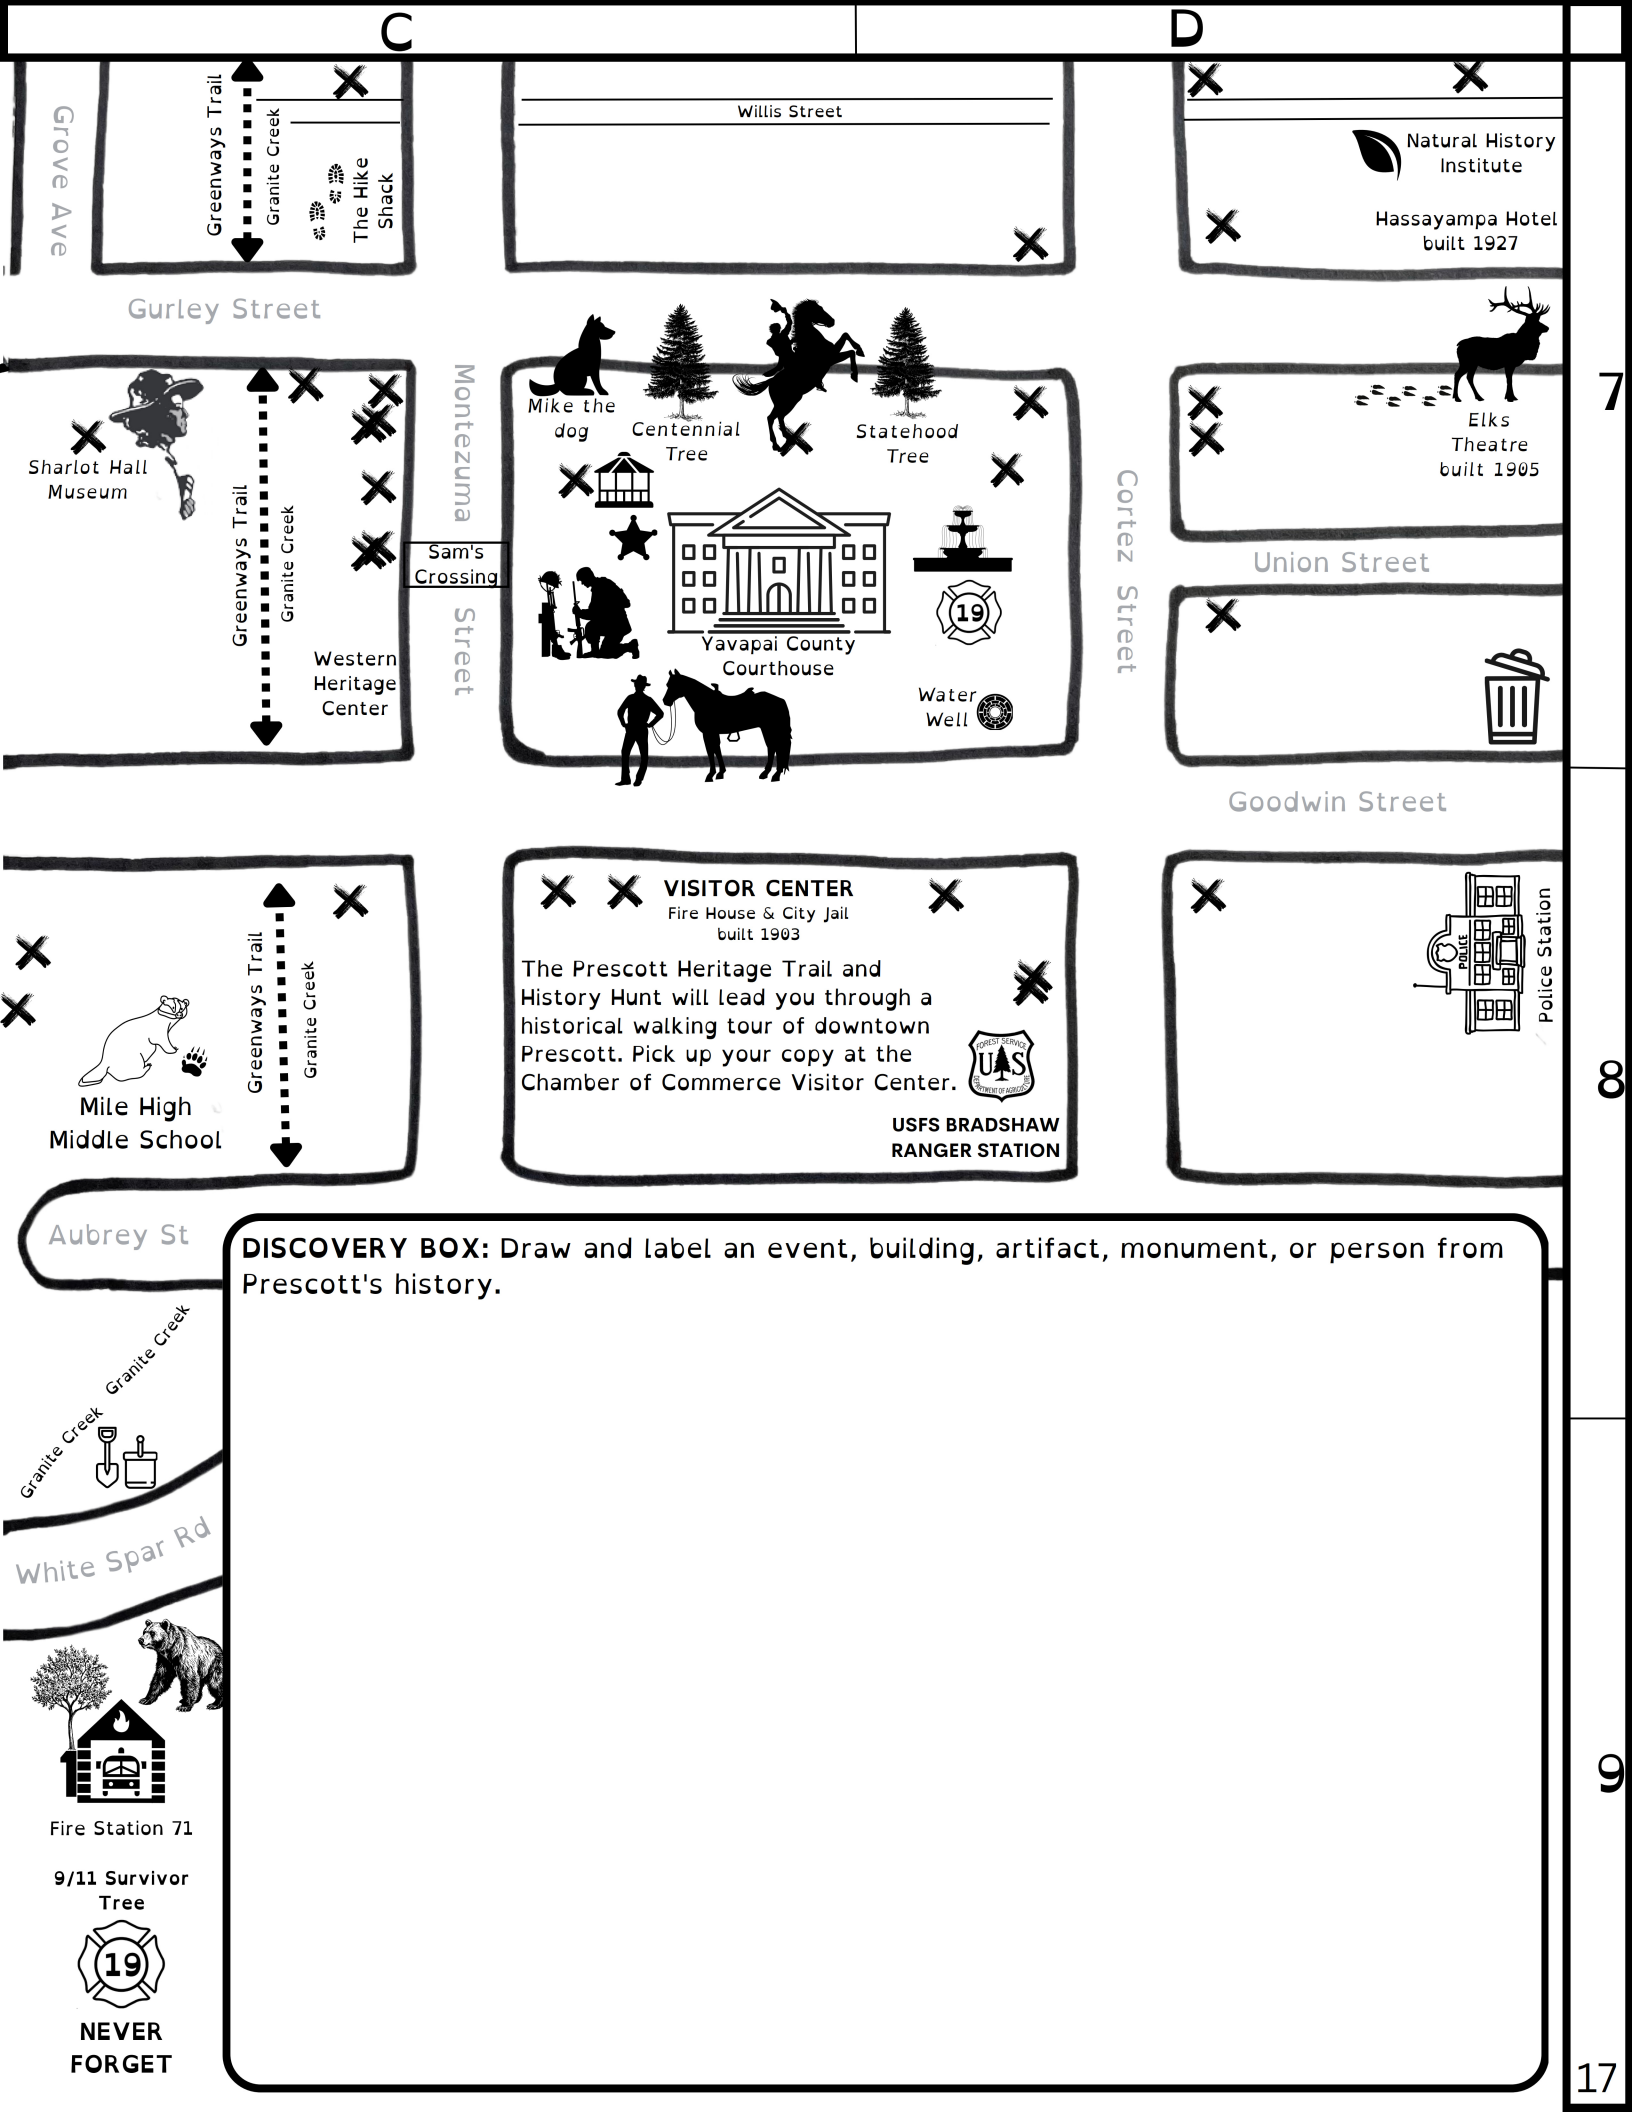 C
D
Grove Ave
Greenways Trail
Granite Creek
The Hike
Shack
Willis Street
Natural History
Institute
Hassayampa Hotel
built 1927
Gurley Street
7
Sharlot Hall
Museum
Greenways Trail
Granite Creek
Western
Heritage
Center
Montezuma Street
Sam's
Crossing
Mike the
dog
Centennial
Tree
Statehood
Tree
Yavapai County
Courthouse
19
Water
Well
Cortez Street
Elks
Theatre
built 1905
Union Street
Goodwin Street
8
Mile High
Middle School
Greenways Trail
Granite Creek
VISITOR CENTER
Fire House & City Jail
built 1903
The Prescott Heritage Trail and
History Hunt will lead you through a
historical walking tour of downtown
Prescott. Pick up your copy at the
Chamber of Commerce Visitor Center.
FOREST SERVICE
U S
DEPARTMENT OF AGRICULTURE
USFS BRADSHAW
RANGER STATION
POLICE
Police Station
Aubrey St
DISCOVERY BOX: Draw and label an event, building, artifact, monument, or person from
Prescott's history.
Granite Creek
Granite Creek
White Spar Rd
9
Fire Station 71
9/11 Survivor
Tree
19
NEVER
FORGET
17